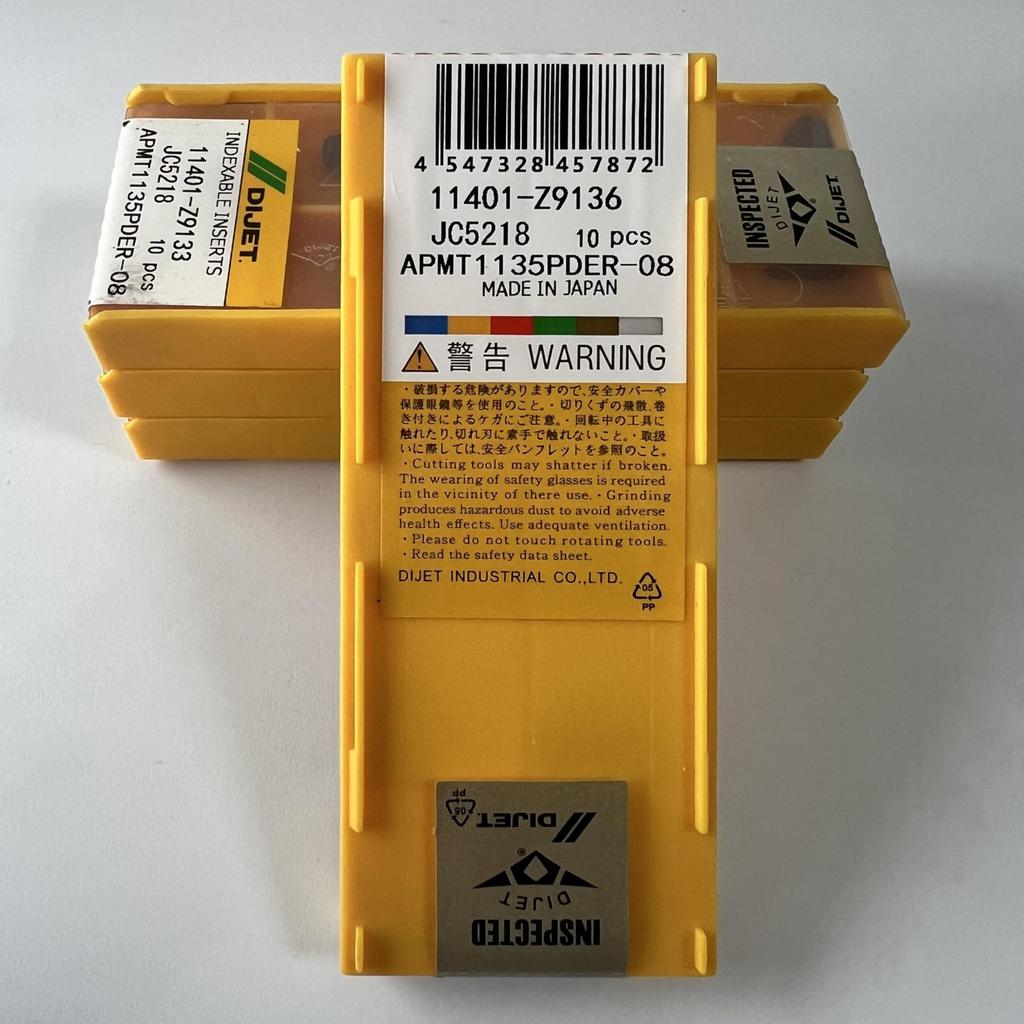 4 547328 457872
11401-Z9136
JC5218 10 pcs
APMT1135PDER-08
MADE IN JAPAN
警告 WARNING
・破損する危険がありますので、安全カバーや
保護眼鏡等を使用のこと。・切りくずの飛散、巻
き付きによるケガにご注意。・回転中の工具に
触れたり、切れ刃に素手で触れないこと。・取扱
いに際しては、安全パンフレットを参照のこと。
・Cutting tools may shatter if broken.
The wearing of safety glasses is required
in the vicinity of there use.・Grinding
produces hazardous dust to avoid adverse
health effects. Use adequate ventilation.
・Please do not touch rotating tools.
・Read the safety data sheet.
DIJET INDUSTRIAL CO.,LTD.
05
PP
INSPECTED
DIJET
®
DIJET
05
PP
DIJET.
INDEXABLE INSERTS
11401-Z9133
JC5218 10 pcs
APMT1135PDER-08
DIJET
INSPECTED
DIJET
DIJET.